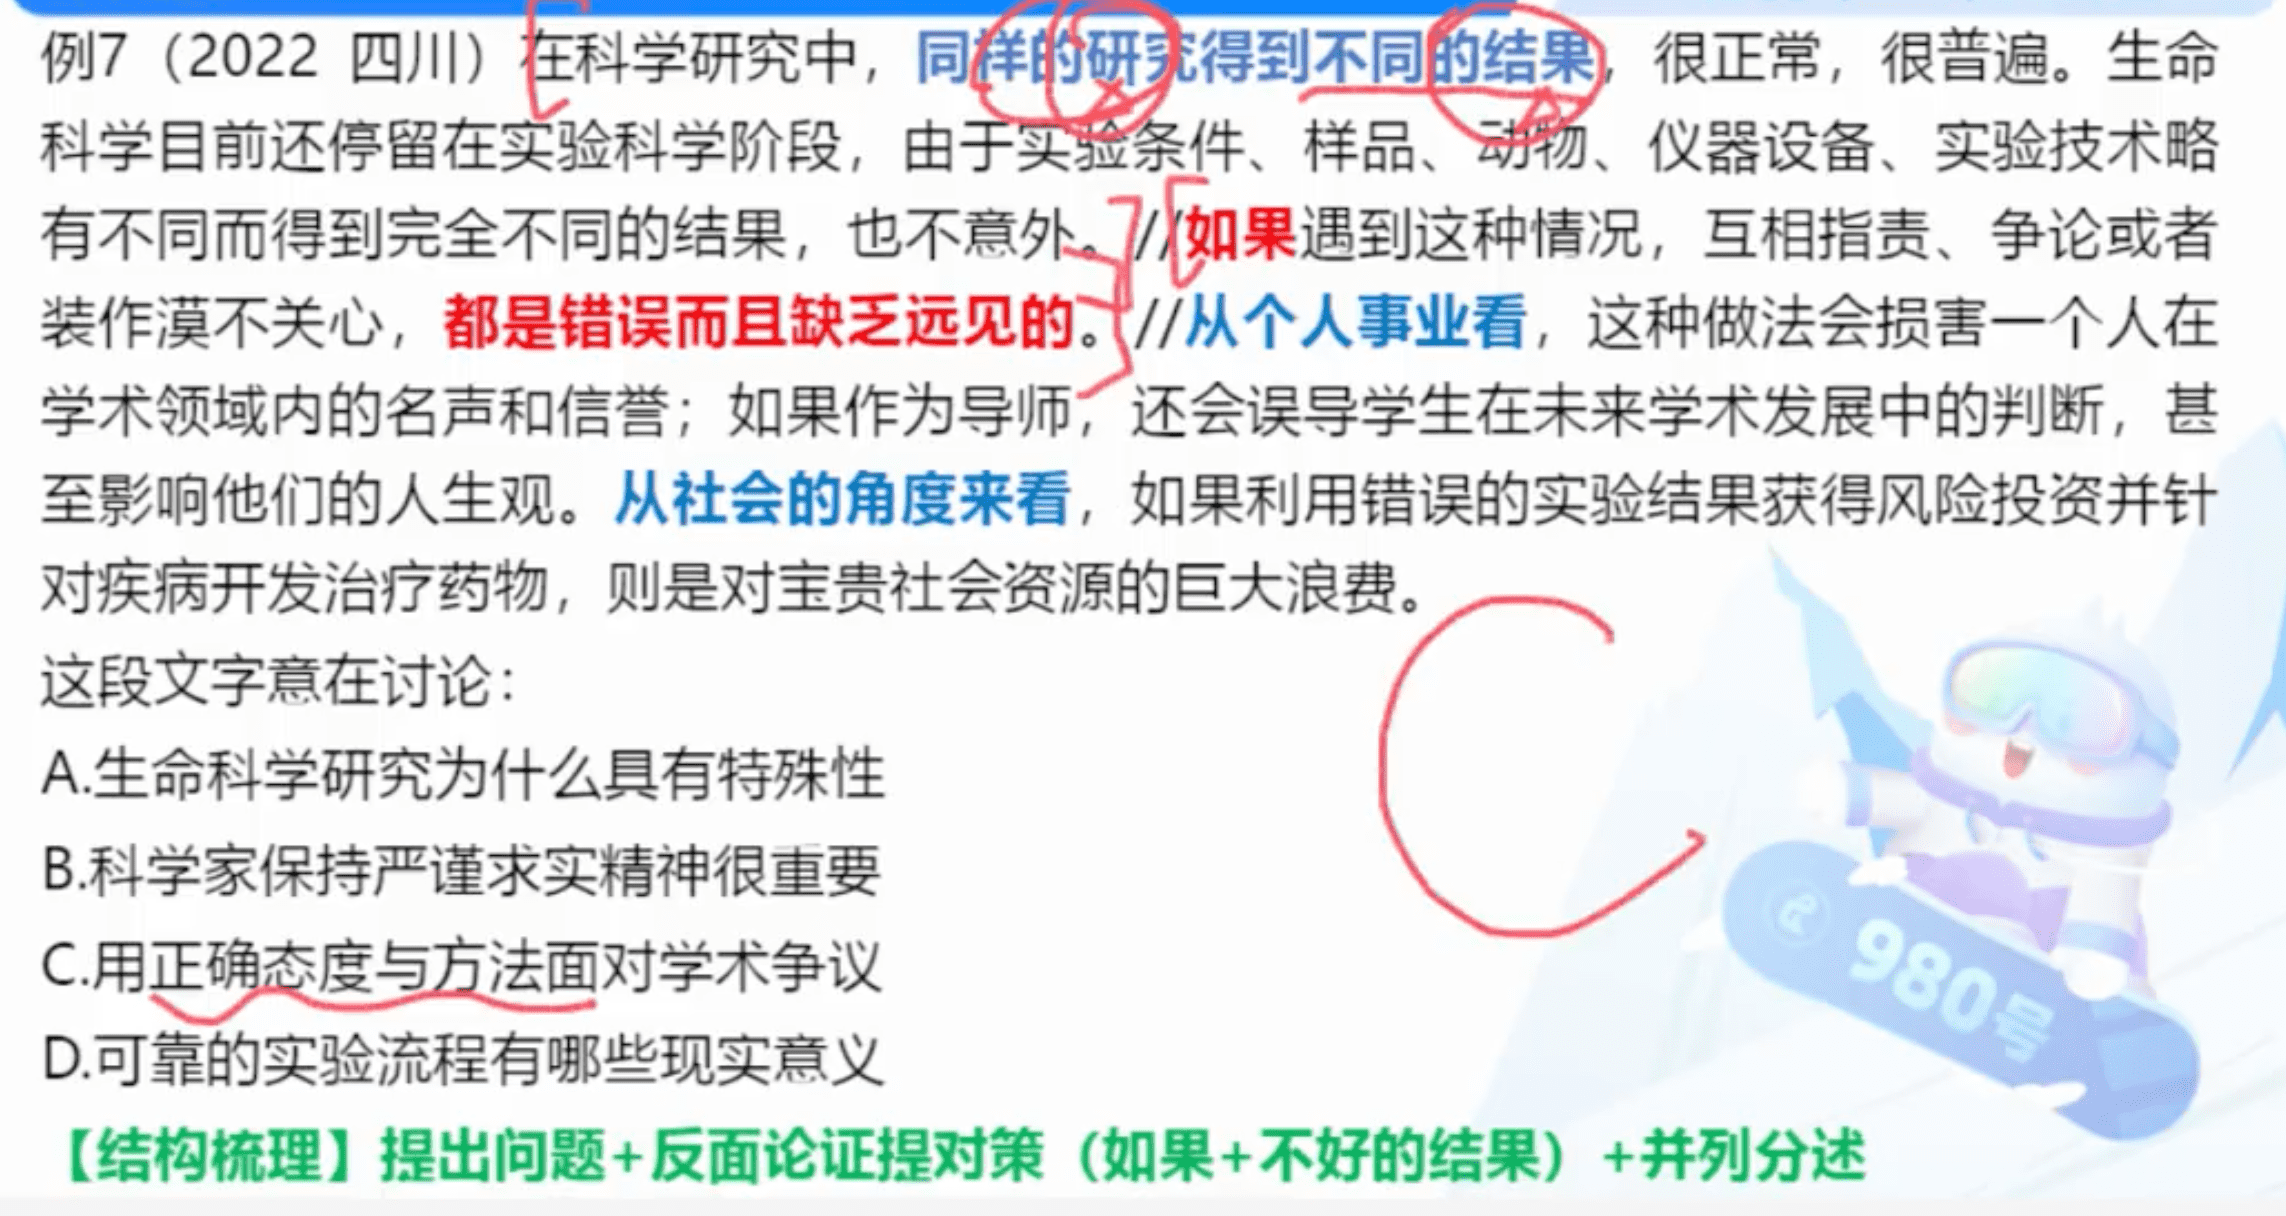 例7（2022 四川）在科学研究中，同样的研究得到不同的结果，很正常，很普遍。生命
科学目前还停留在实验科学阶段，由于实验条件、样品、动物、仪器设备、实验技术略
有不同而得到完全不同的结果，也不意外。//如果遇到这种情况，互相指责、争论或者
装作漠不关心，都是错误而且缺乏远见的。//从个人事业看，这种做法会损害一个人在
学术领域内的名声和信誉；如果作为导师，还会误导学生在未来学术发展中的判断，甚
至影响他们的人生观。从社会的角度来看，如果利用错误的实验结果获得风险投资并针
对疾病开发治疗药物，则是对宝贵社会资源的巨大浪费。
这段文字意在讨论：
A.生命科学研究为什么具有特殊性
B.科学家保持严谨求实精神很重要
C.用正确态度与方法面对学术争议
D.可靠的实验流程有哪些现实意义
980号
【结构梳理】提出问题+反面论证提对策（如果+不好的结果）+并列分述